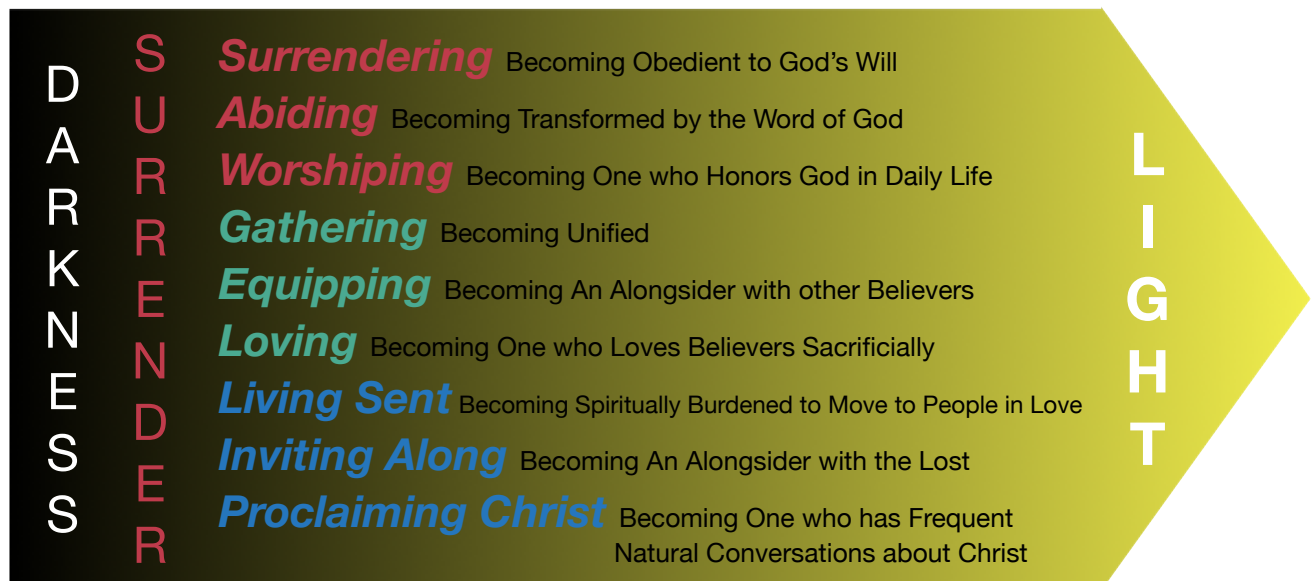 DARKNESS
SURRENDER
Surrendering Becoming Obedient to God’s Will
Abiding Becoming Transformed by the Word of God
Worshiping Becoming One who Honors God in Daily Life
Gathering Becoming Unified
Equipping Becoming An Alongsider with other Believers
Loving Becoming One who Loves Believers Sacrificially
Living Sent Becoming Spiritually Burdened to Move to People in Love
Inviting Along Becoming An Alongsider with the Lost
Proclaiming Christ Becoming One who has Frequent
Natural Conversations about Christ
LIGHT